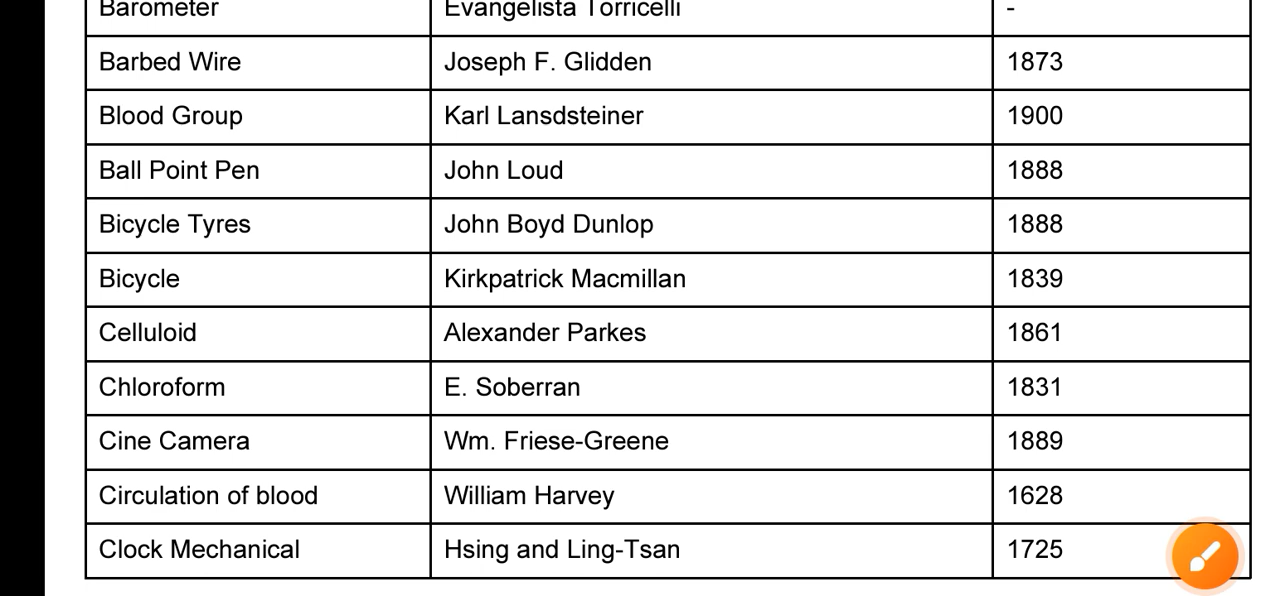 Barometer Evangelista Torricelli -
Barbed Wire Joseph F. Glidden 1873
Blood Group Karl Lansdsteiner 1900
Ball Point Pen John Loud 1888
Bicycle Tyres John Boyd Dunlop 1888
Bicycle Kirkpatrick Macmillan 1839
Celluloid Alexander Parkes 1861
Chloroform E. Soberran 1831
Cine Camera Wm. Friese-Greene 1889
Circulation of blood William Harvey 1628
Clock Mechanical Hsing and Ling-Tsan 1725